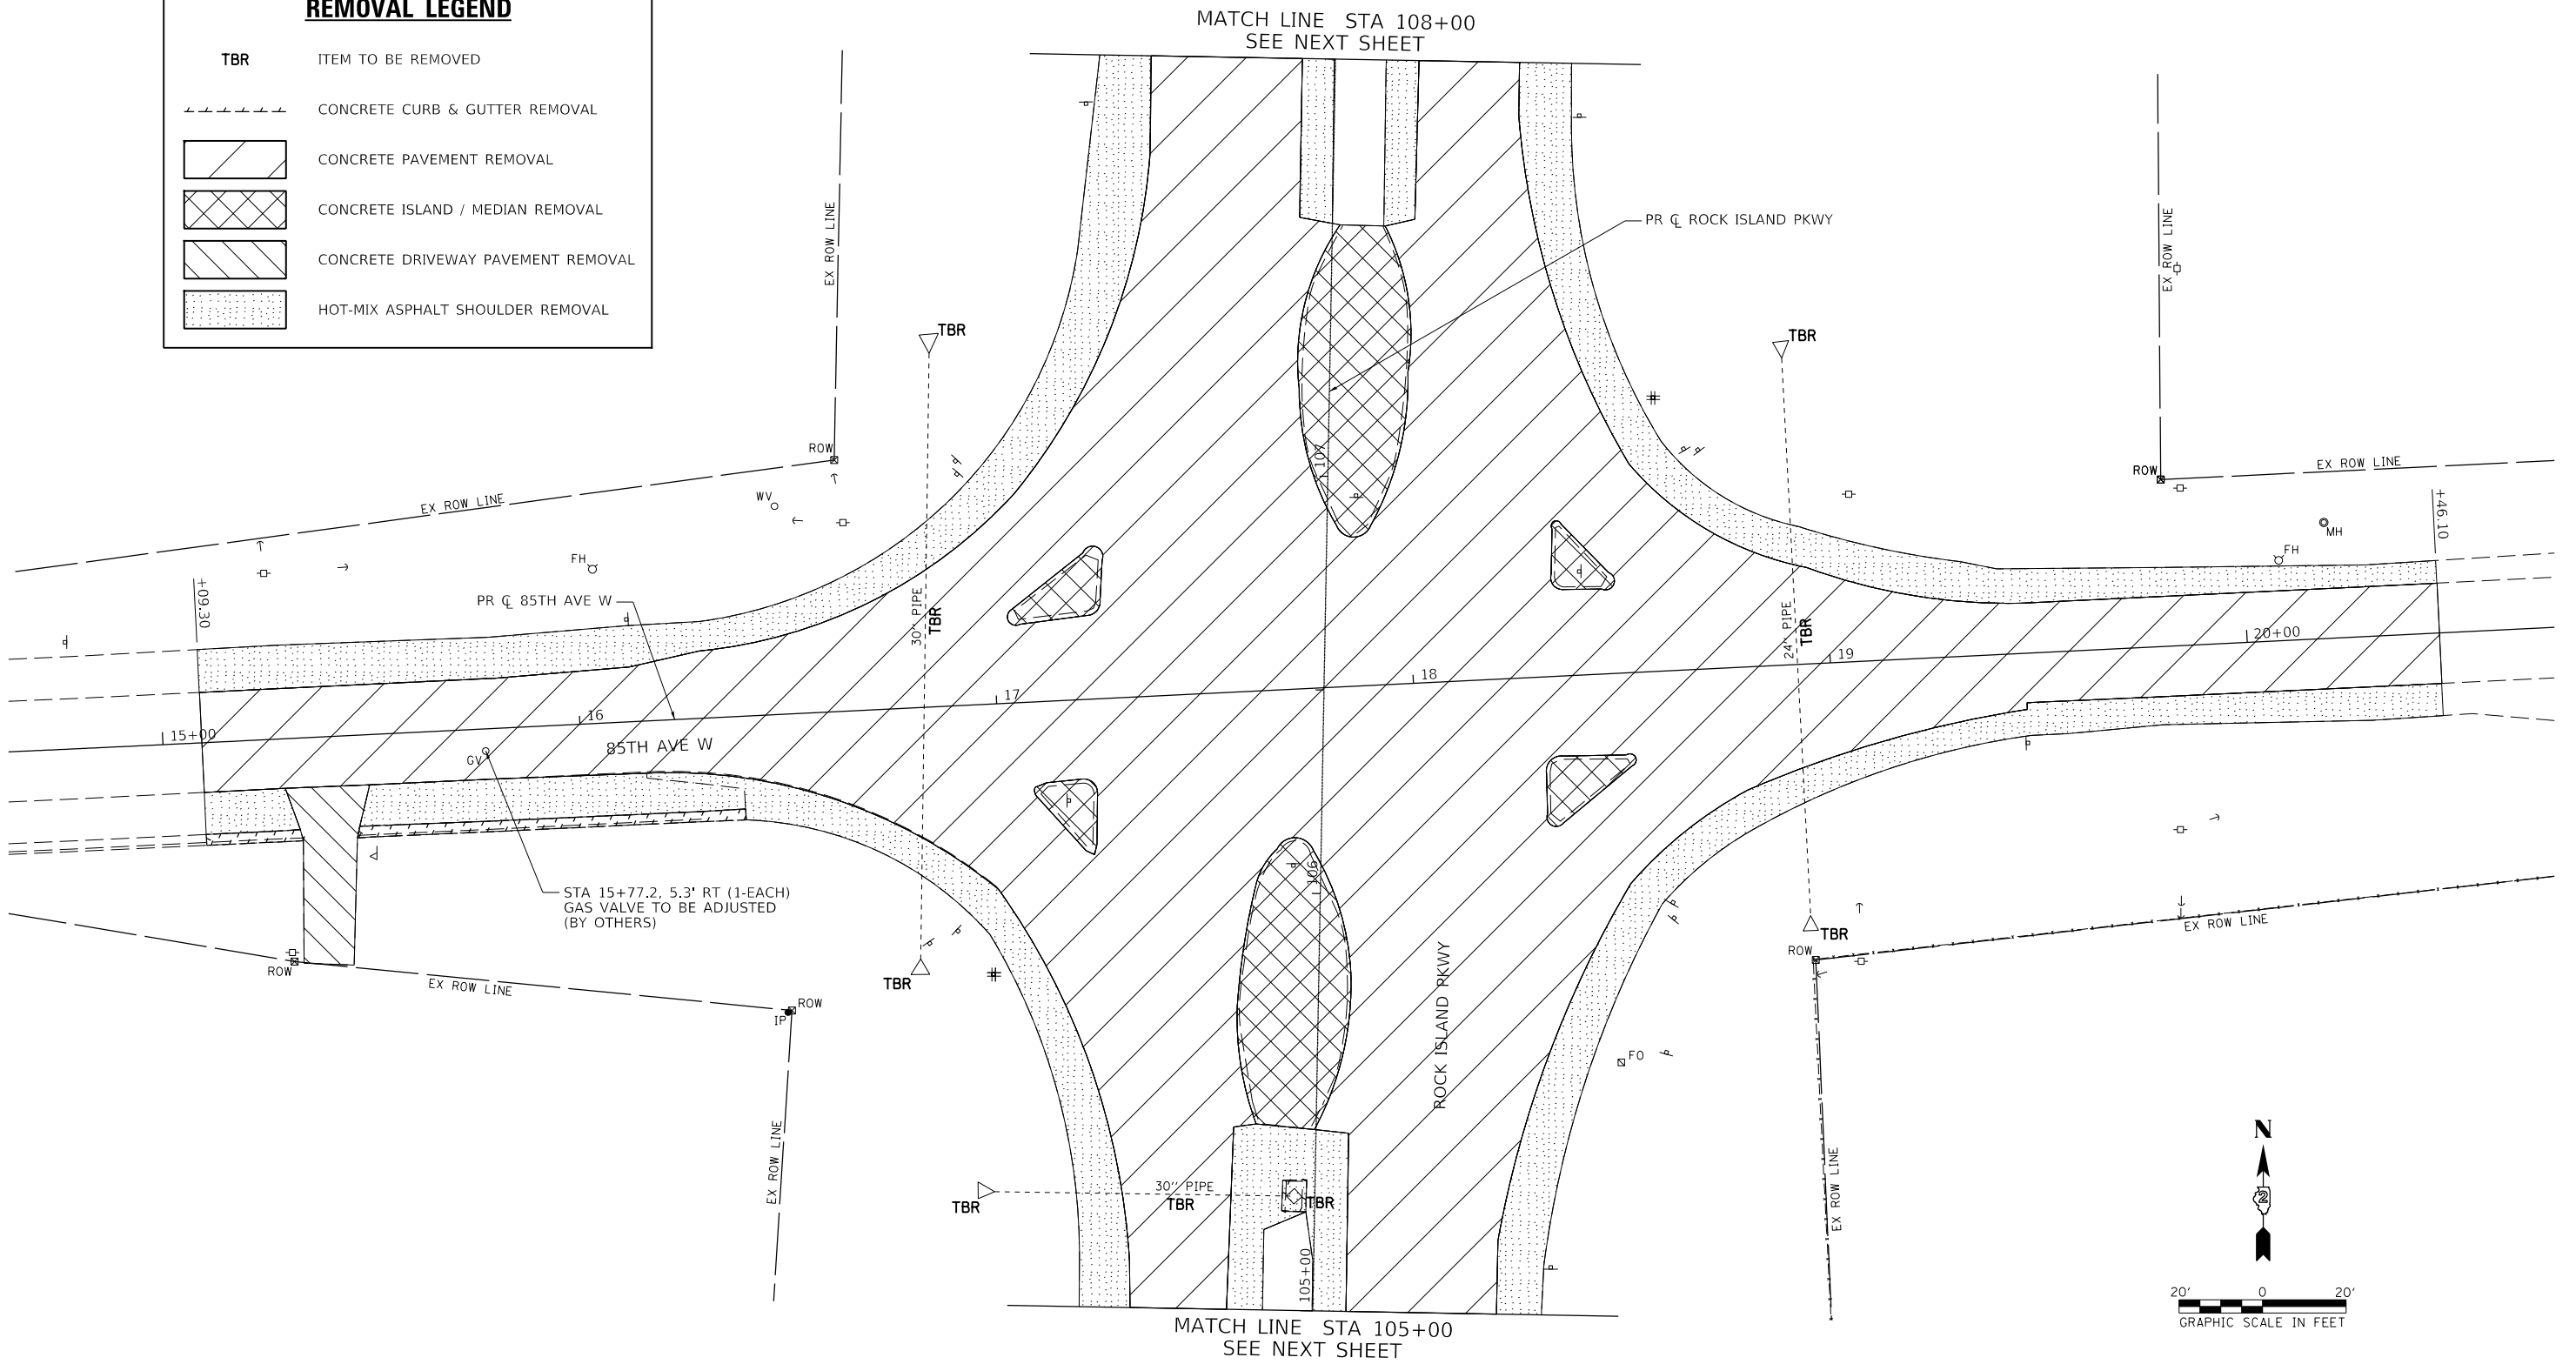 REMOVAL LEGEND
TBR ITEM TO BE REMOVED
CONCRETE CURB & GUTTER REMOVAL
CONCRETE PAVEMENT REMOVAL
CONCRETE ISLAND / MEDIAN REMOVAL
CONCRETE DRIVEWAY PAVEMENT REMOVAL
HOT-MIX ASPHALT SHOULDER REMOVAL
MATCH LINE STA 108+00
SEE NEXT SHEET
EX ROW LINE
EX ROW LINE
PR ℄ ROCK ISLAND PKWY
TBR
TBR
107
ROW
EX ROW LINE
WV
FH
ROW
EX ROW LINE
+46.10
MH
FH
+09.30
PR ℄ 85TH AVE W
30'' PIPE
TBR
24'' PIPE
TBR
15+00
16
17
18
19
20+00
85TH AVE W
GV
STA 15+77.2, 5.3' RT (1-EACH)
GAS VALVE TO BE ADJUSTED
(BY OTHERS)
106
ROW
EX ROW LINE
TBR
ROW
IP
TBR
ROW
EX ROW LINE
ROCK ISLAND PKWY
FO
EX ROW LINE
EX ROW LINE
TBR
30'' PIPE
TBR
TBR
105+00
N
2
20' 0 20'
GRAPHIC SCALE IN FEET
MATCH LINE STA 105+00
SEE NEXT SHEET